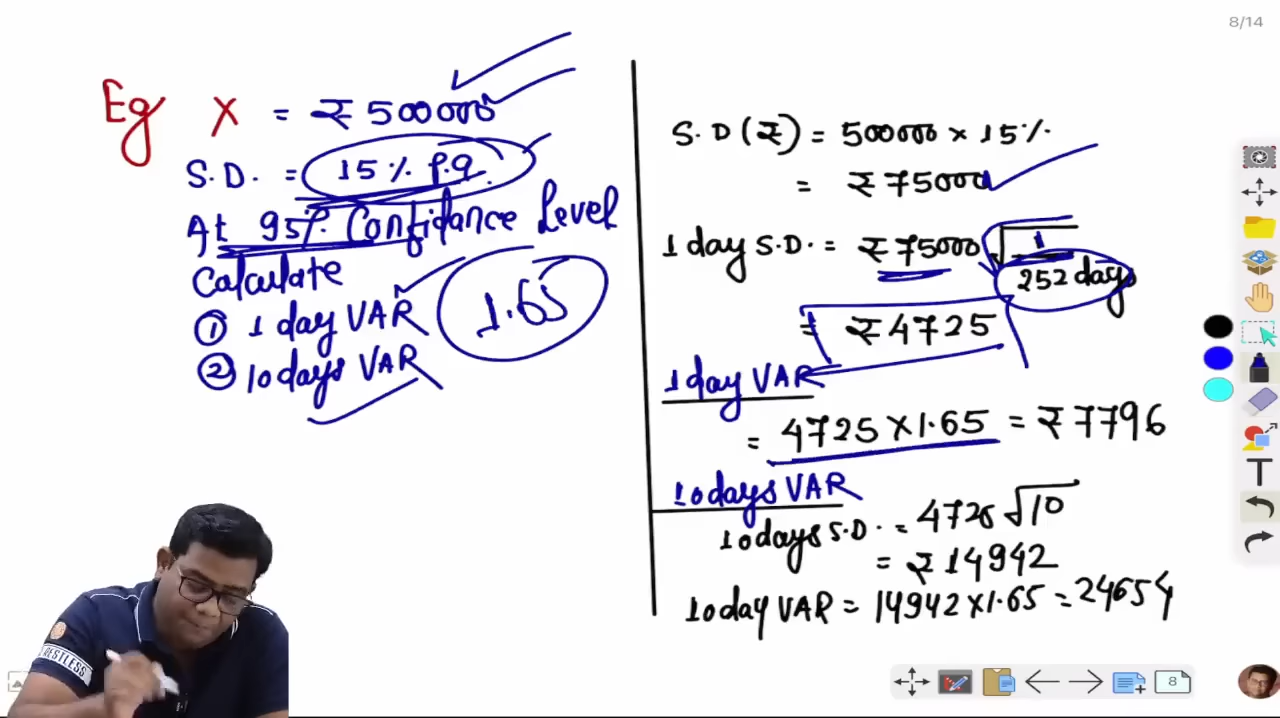 8/14
Eg X = ₹ 500000
S.D. = 15% p.a.
At 95% Confidance Level
Calculate
① 1 day VAR
② 10 days VAR
1.65
S.D (₹) = 500000 × 15%
= ₹ 75000
1 day S.D. = ₹ 75000 √1/252 days
= ₹ 4725
1 day VAR
= 4725 × 1.65 = ₹ 7796
10 days VAR
10 days S.D. = 4725 √10
= ₹ 14942
10 day VAR = 14942 × 1.65 = 24654
RESTLESS
T
8